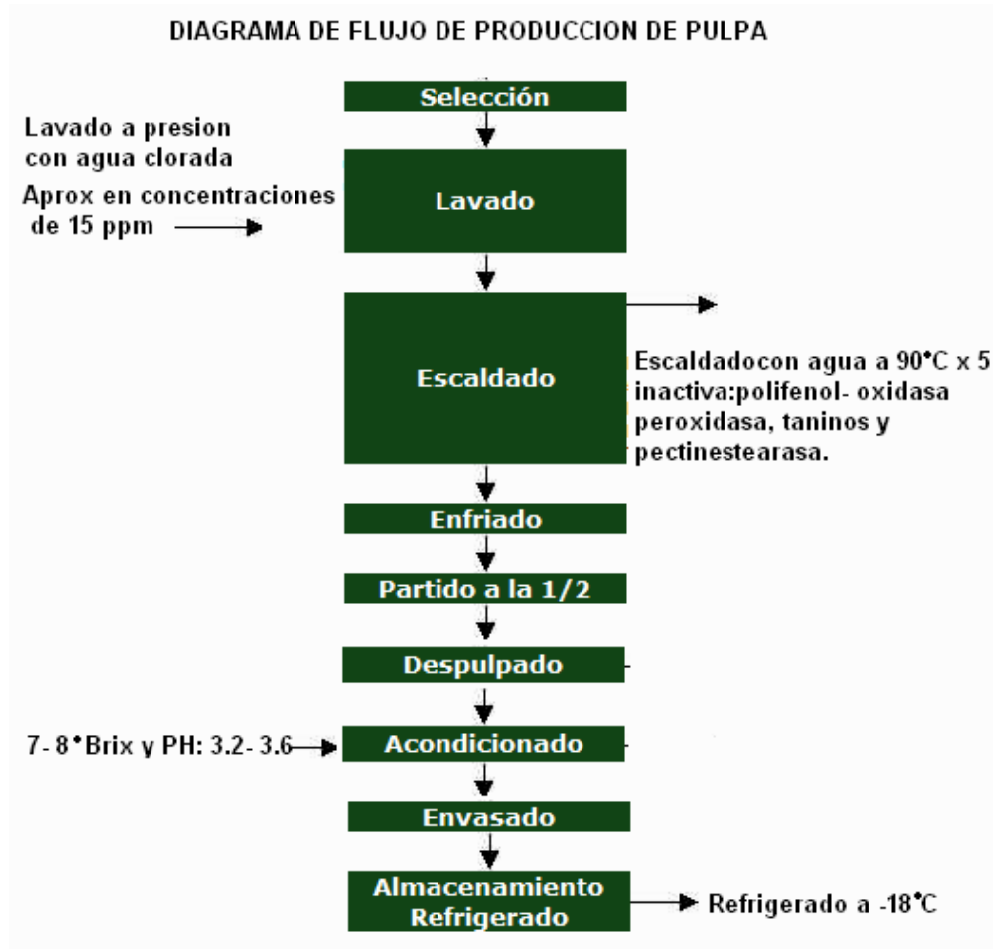 DIAGRAMA DE FLUJO DE PRODUCCION DE PULPA
Selección
Lavado a presion
con agua clorada
Aprox en concentraciones
de 15 ppm
Lavado
Escaldado
Escaldadocon agua a 90°C x 5
inactiva:polifenol- oxidasa
peroxidasa, taninos y
pectinestearasa.
Enfriado
Partido a la 1/2
Despulpado
7- 8°Brix y PH: 3.2- 3.6
Acondicionado
Envasado
Almacenamiento
Refrigerado
Refrigerado a -18°C